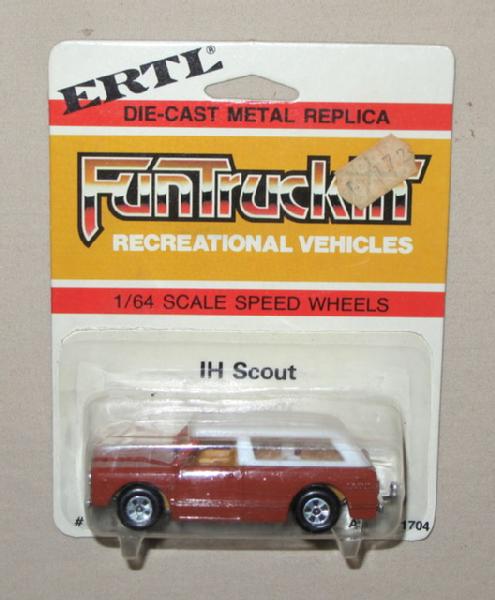 ERTL®
DIE-CAST METAL REPLICA
FunTruckin'
RECREATIONAL VEHICLES
1/64 SCALE SPEED WHEELS
IH Scout
#
1704